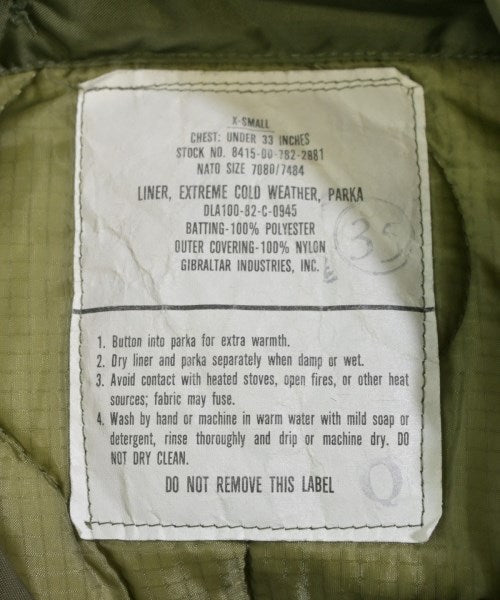 X-SMALL
CHEST: UNDER 33 INCHES
STOCK NO. 8415-00-782-2881
NATO SIZE 7080/7484
LINER, EXTREME COLD WEATHER, PARKA
DLA100-82-C-0945
BATTING-100% POLYESTER
OUTER COVERING-100% NYLON
GIBRALTAR INDUSTRIES, INC.
35
1. Button into parka for extra warmth.
2. Dry liner and parka separately when damp or wet.
3. Avoid contact with heated stoves, open fires, or other heat
sources; fabric may fuse.
4. Wash by hand or machine in warm water with mild soap or
detergent, rinse thoroughly and drip or machine dry. DO
NOT DRY CLEAN.
DO NOT REMOVE THIS LABEL